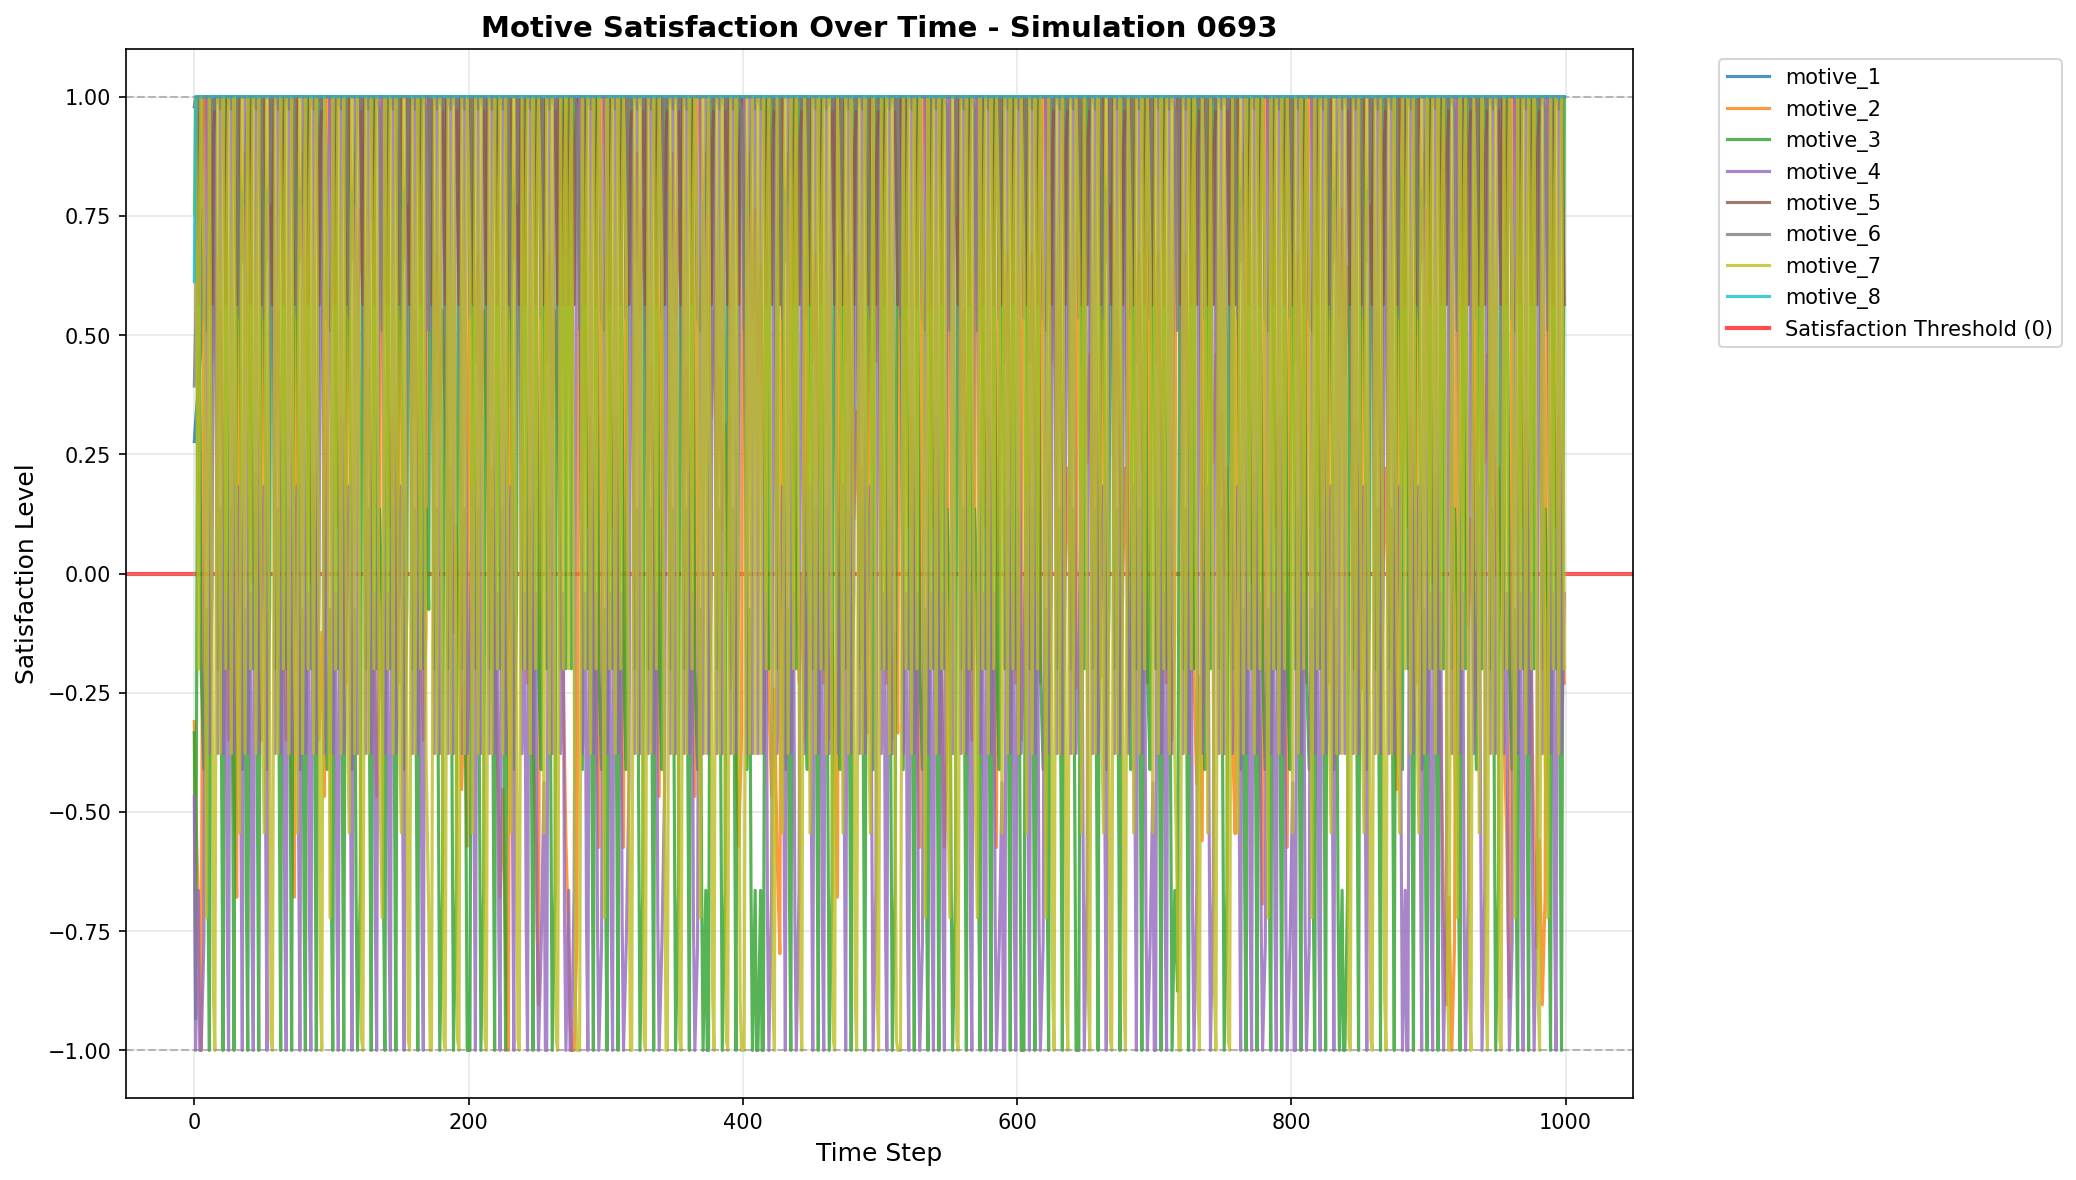 Motive Satisfaction Over Time - Simulation 0693
1.00
0.75
0.50
0.25
0.00
−0.25
−0.50
−0.75
−1.00
Satisfaction Level
0
200
400
600
800
1000
Time Step
motive_1
motive_2
motive_3
motive_4
motive_5
motive_6
motive_7
motive_8
Satisfaction Threshold (0)